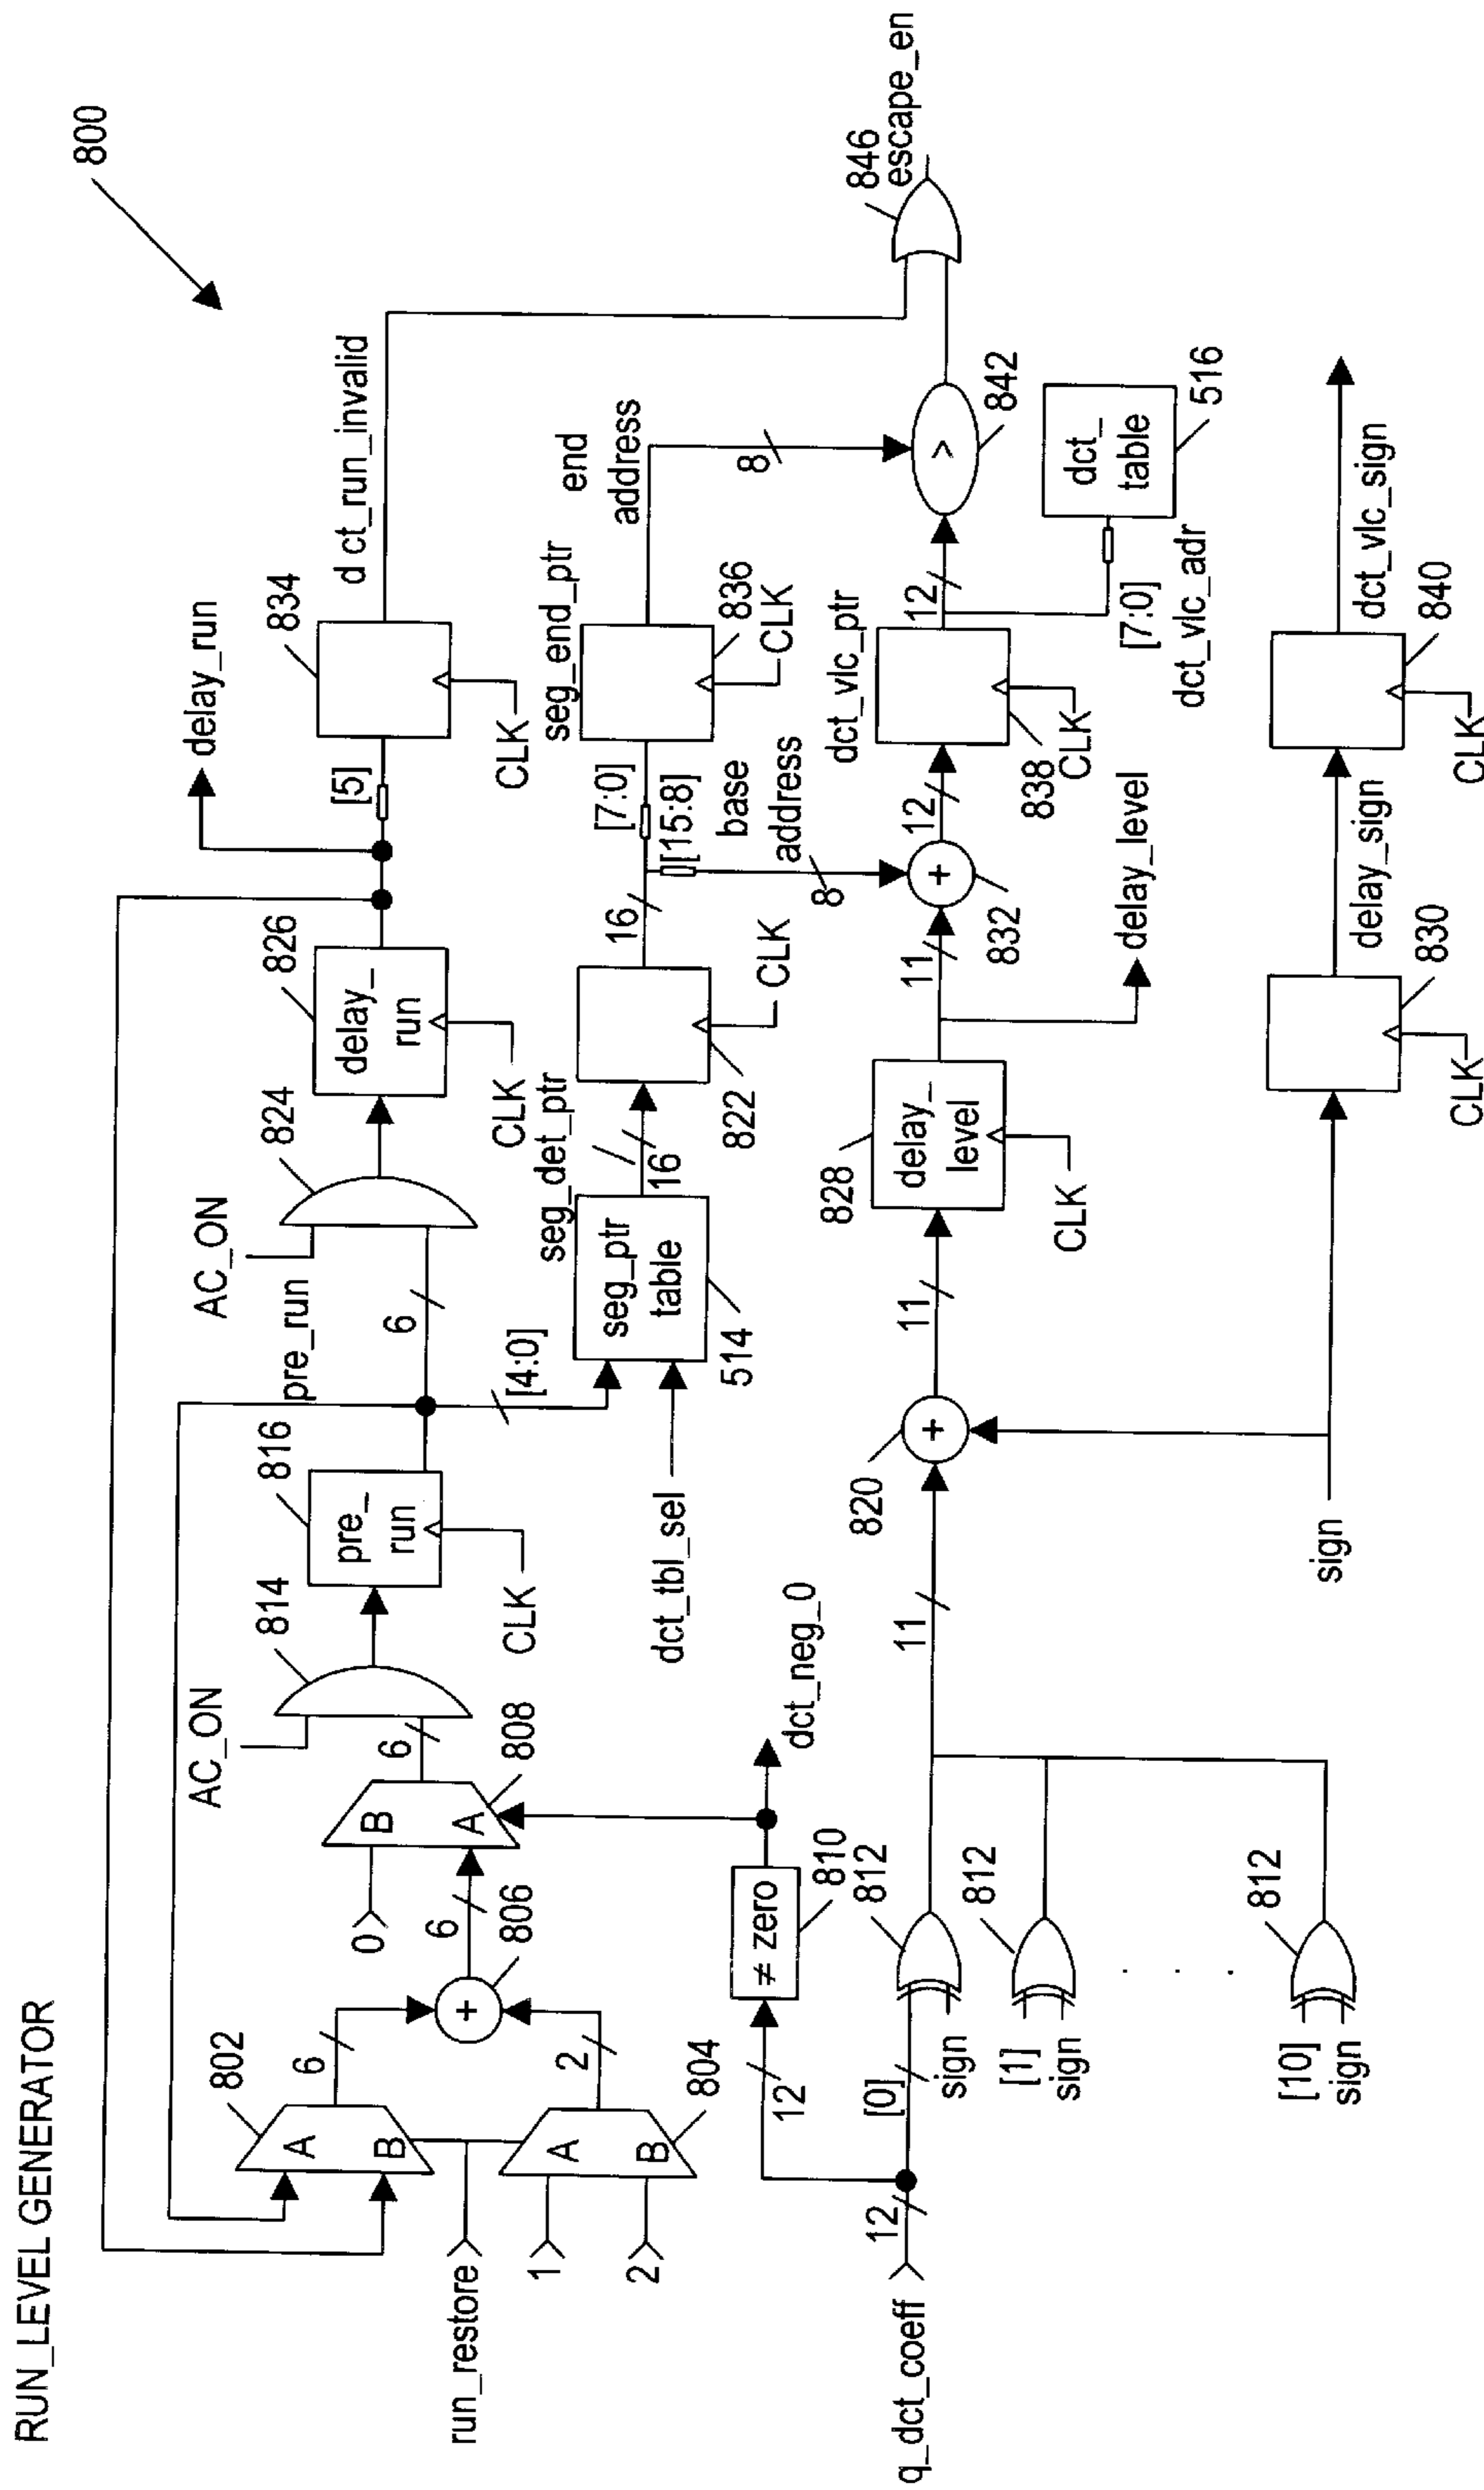 RUN_LEVEL GENERATOR
800
802
A
B
6
run_restore
1
2
A
B
804
2
+
806
6
0
B
A
808
6
AC_ON
814
pre_
run
816
CLK
pre_run
6
[4:0]
AC_ON
824
delay_
run
826
CLK
delay_run
[5]
834
CLK
d ct_run_invalid
dct_tbl_sel
seg_ptr
table
514
seg_det_ptr
16
822
CLK
16
[7:0]
[15:8]
base
address
8
seg_end_ptr
836
CLK
end
address
8
q_dct_coeff
12
12
≠ zero
810
dct_neg_0
[0]
sign
812
[1]
sign
812
. . .
[10]
sign
812
11
820
+
11
828
delay_
level
CLK
11
delay_level
+
832
12
dct_vlc_ptr
838
CLK
12
[7:0]
dct_vlc_adr
dct_
table
516
>
842
846
escape_en
sign
830
CLK
delay_sign
840
CLK
dct_vlc_sign